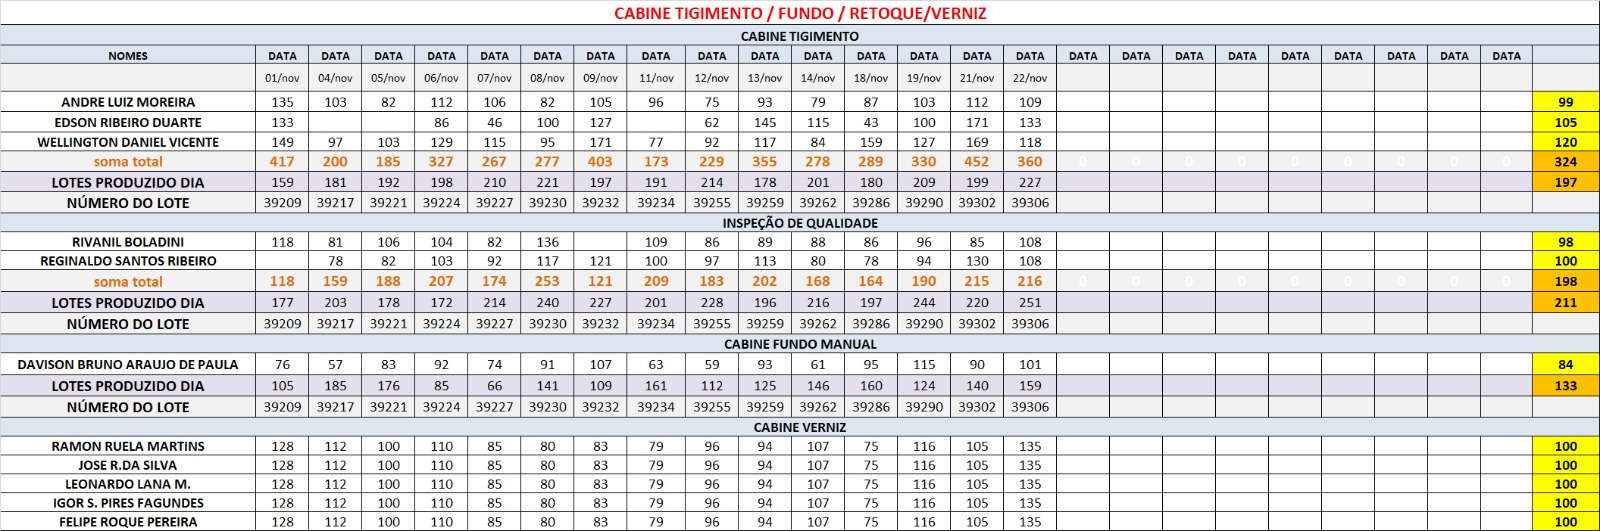 CABINE TIGIMENTO / FUNDO / RETOQUE/VERNIZ
CABINE TIGIMENTO
NOMES DATA DATA DATA DATA DATA DATA DATA DATA DATA DATA DATA DATA DATA DATA DATA DATA DATA DATA DATA DATA DATA DATA DATA DATA
01/nov 04/nov 05/nov 06/nov 07/nov 08/nov 09/nov 11/nov 12/nov 13/nov 14/nov 18/nov 19/nov 21/nov 22/nov
ANDRE LUIZ MOREIRA 135 103 82 112 106 82 105 96 75 93 79 87 103 112 109 99
EDSON RIBEIRO DUARTE 133 86 46 100 127 62 145 115 43 100 171 133 105
WELLINGTON DANIEL VICENTE 149 97 103 129 115 95 171 77 92 117 84 159 127 169 118 120
soma total 417 200 185 327 267 277 403 173 229 355 278 289 330 452 360 0 0 0 0 0 0 0 0 0 324
LOTES PRODUZIDO DIA 159 181 192 198 210 221 197 191 214 178 201 180 209 199 227 197
NÚMERO DO LOTE 39209 39217 39221 39224 39227 39230 39232 39234 39255 39259 39262 39286 39290 39302 39306
INSPEÇÃO DE QUALIDADE
RIVANIL BOLADINI 118 81 106 104 82 136 109 86 89 88 86 96 85 108 98
REGINALDO SANTOS RIBEIRO 78 82 103 92 117 121 100 97 113 80 78 94 130 108 100
soma total 118 159 188 207 174 253 121 209 183 202 168 164 190 215 216 0 0 0 0 0 0 0 0 0 198
LOTES PRODUZIDO DIA 177 203 178 172 214 240 227 201 228 196 216 197 244 220 251 211
NÚMERO DO LOTE 39209 39217 39221 39224 39227 39230 39232 39234 39255 39259 39262 39286 39290 39302 39306
CABINE FUNDO MANUAL
DAVISON BRUNO ARAUJO DE PAULA 76 57 83 92 74 91 107 63 59 93 61 95 115 90 101 84
LOTES PRODUZIDO DIA 105 185 176 85 66 141 109 161 112 125 146 160 124 140 159 133
NÚMERO DO LOTE 39209 39217 39221 39224 39227 39230 39232 39234 39255 39259 39262 39286 39290 39302 39306
CABINE VERNIZ
RAMON RUELA MARTINS 128 112 100 110 85 80 83 79 96 94 107 75 116 105 135 100
JOSE R.DA SILVA 128 112 100 110 85 80 83 79 96 94 107 75 116 105 135 100
LEONARDO LANA M. 128 112 100 110 85 80 83 79 96 94 107 75 116 105 135 100
IGOR S. PIRES FAGUNDES 128 112 100 110 85 80 83 79 96 94 107 75 116 105 135 100
FELIPE ROQUE PEREIRA 128 112 100 110 85 80 83 79 96 94 107 75 116 105 135 100